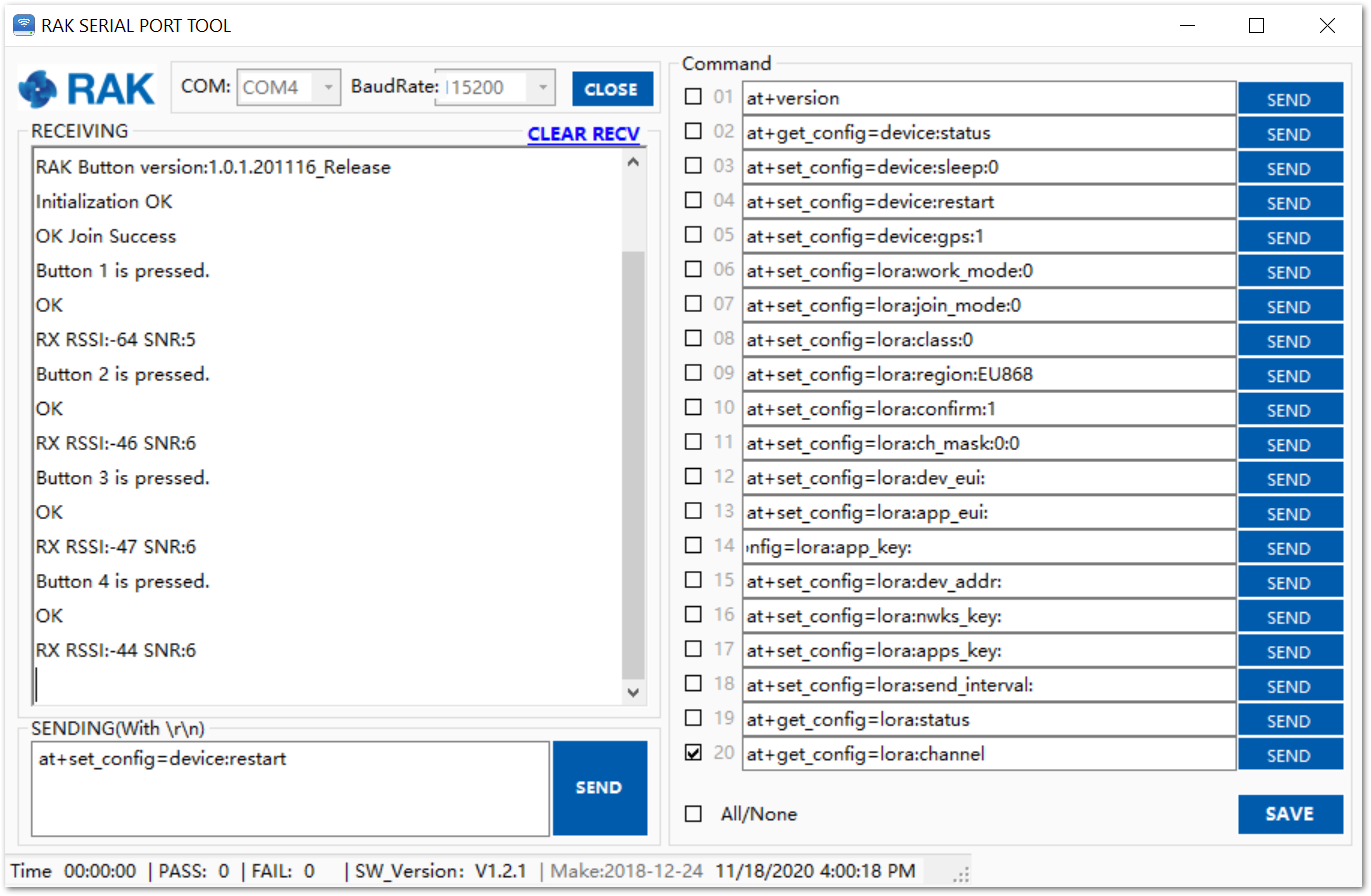 RAK SERIAL PORT TOOL
RAK
COM: COM4 BaudRate: 115200 CLOSE
RECEIVING
CLEAR RECV
RAK Button version:1.0.1.201116_Release
Initialization OK
OK Join Success
Button 1 is pressed.
OK
RX RSSI:-64 SNR:5
Button 2 is pressed.
OK
RX RSSI:-46 SNR:6
Button 3 is pressed.
OK
RX RSSI:-47 SNR:6
Button 4 is pressed.
OK
RX RSSI:-44 SNR:6
SENDING(With \r\n)
at+set_config=device:restart
SEND
Command
01 at+version SEND
02 at+get_config=device:status SEND
03 at+set_config=device:sleep:0 SEND
04 at+set_config=device:restart SEND
05 at+set_config=device:gps:1 SEND
06 at+set_config=lora:work_mode:0 SEND
07 at+set_config=lora:join_mode:0 SEND
08 at+set_config=lora:class:0 SEND
09 at+set_config=lora:region:EU868 SEND
10 at+set_config=lora:confirm:1 SEND
11 at+set_config=lora:ch_mask:0:0 SEND
12 at+set_config=lora:dev_eui: SEND
13 at+set_config=lora:app_eui: SEND
14 nfig=lora:app_key: SEND
15 at+set_config=lora:dev_addr: SEND
16 at+set_config=lora:nwks_key: SEND
17 at+set_config=lora:apps_key: SEND
18 at+set_config=lora:send_interval: SEND
19 at+get_config=lora:status SEND
20 at+get_config=lora:channel SEND
All/None SAVE
Time 00:00:00 | PASS: 0 | FAIL: 0 | SW_Version: V1.2.1 | Make:2018-12-24 11/18/2020 4:00:18 PM